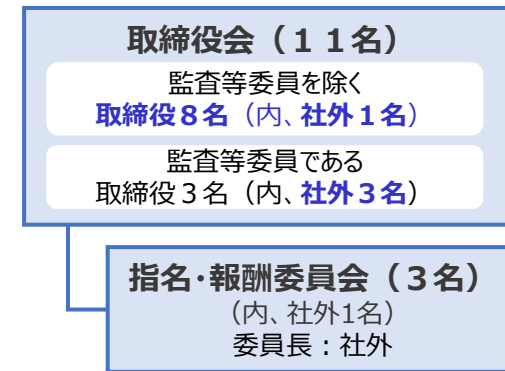 取締役会（１１名）
監査等委員を除く
取締役８名（内、社外１名）
監査等委員である
取締役３名（内、社外３名）
指名・報酬委員会（３名）
（内、社外1名）
委員長：社外